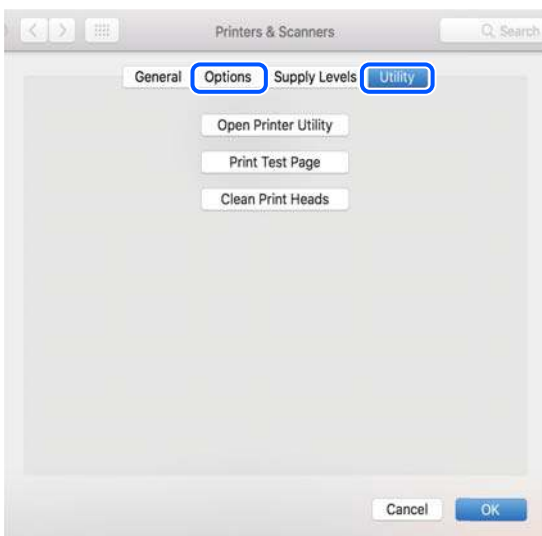 Printers & Scanners Search
General Options Supply Levels Utility
Open Printer Utility
Print Test Page
Clean Print Heads
Cancel OK